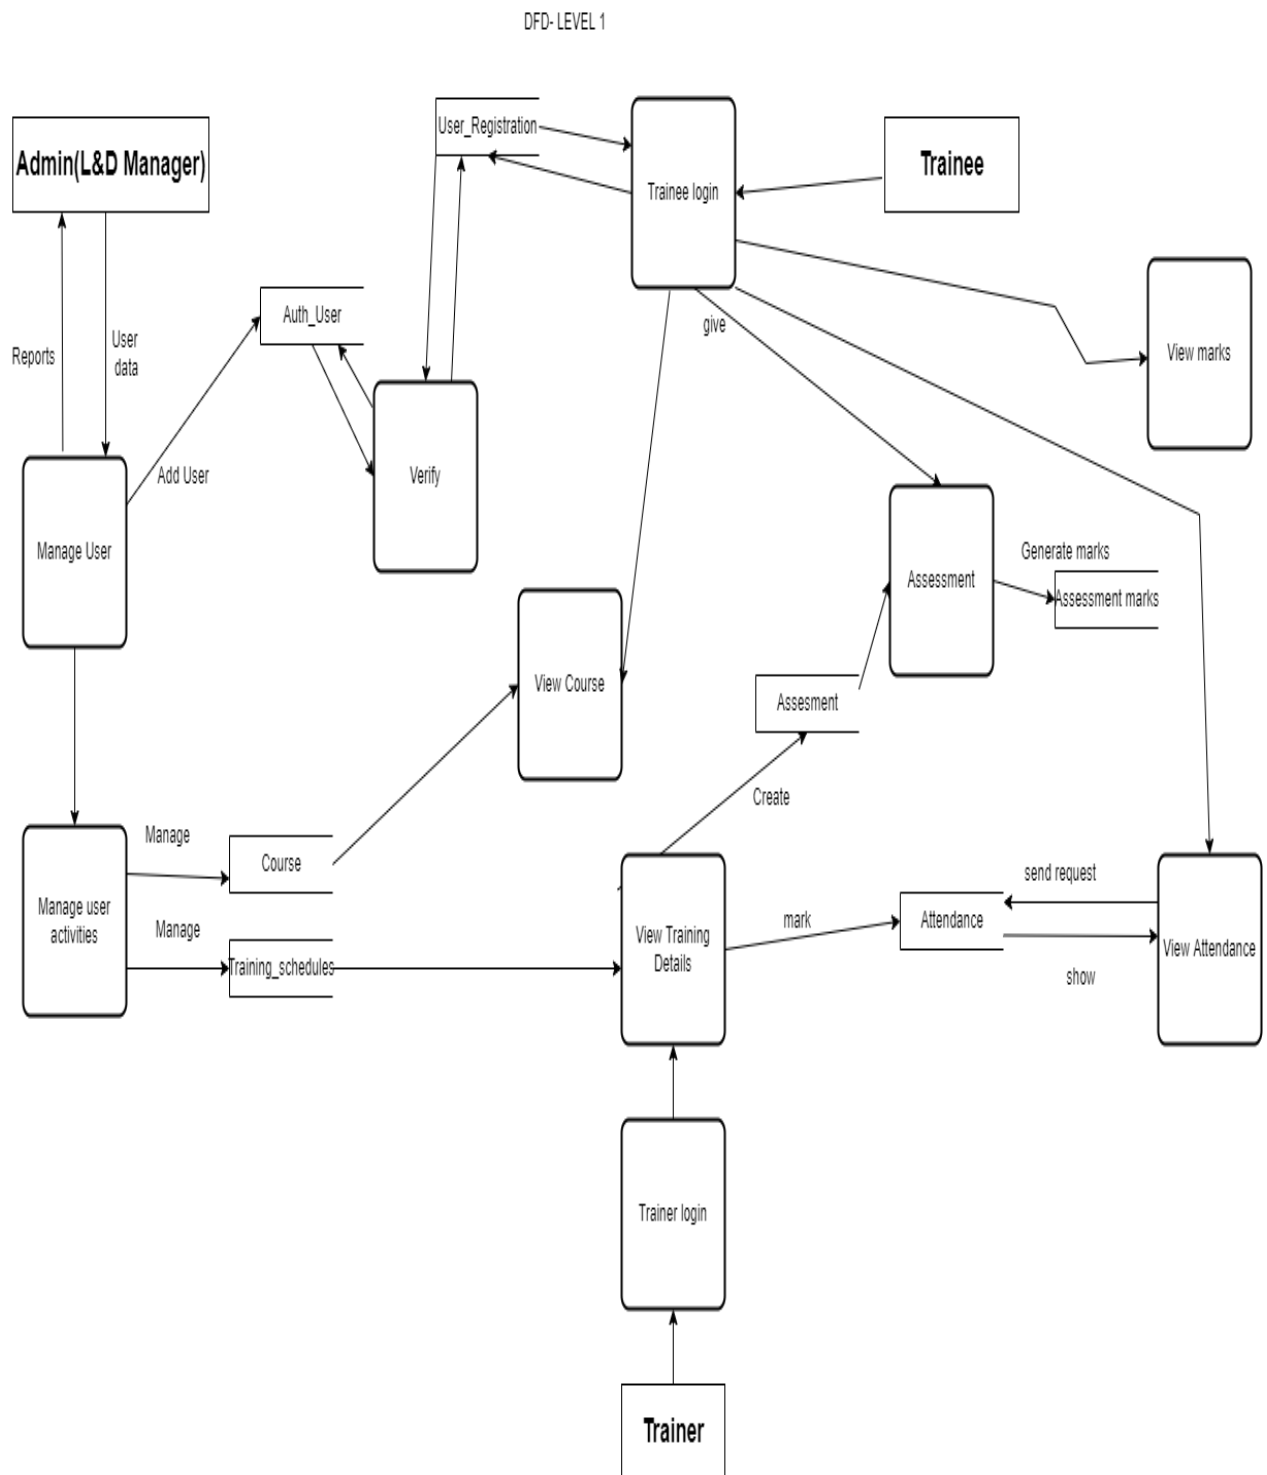 DFD- LEVEL 1
User_Registration
Admin(L&D Manager)
Trainee login
Trainee
Auth_User
give
User
data
Reports
View marks
Add User
Verify
Manage User
Generate marks
Assessment
Assessment marks
View Course
Assesment
Create
Manage
Course
send request
Manage user
activities
Manage
mark
Attendance
View Training
Details
View Attendance
Training_schedules
show
Trainer login
Trainer